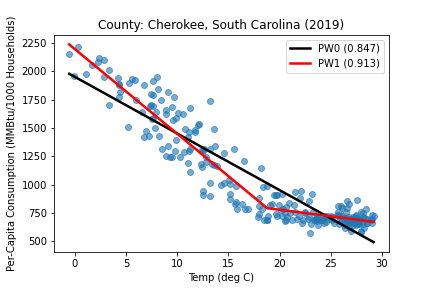 County: Cherokee, South Carolina (2019)
Per-Capita Consumption (MMBtu/1000 Households)
2250
2000
1750
1500
1250
1000
750
500
PW0 (0.847)
PW1 (0.913)
0 5 10 15 20 25 30
Temp (deg C)